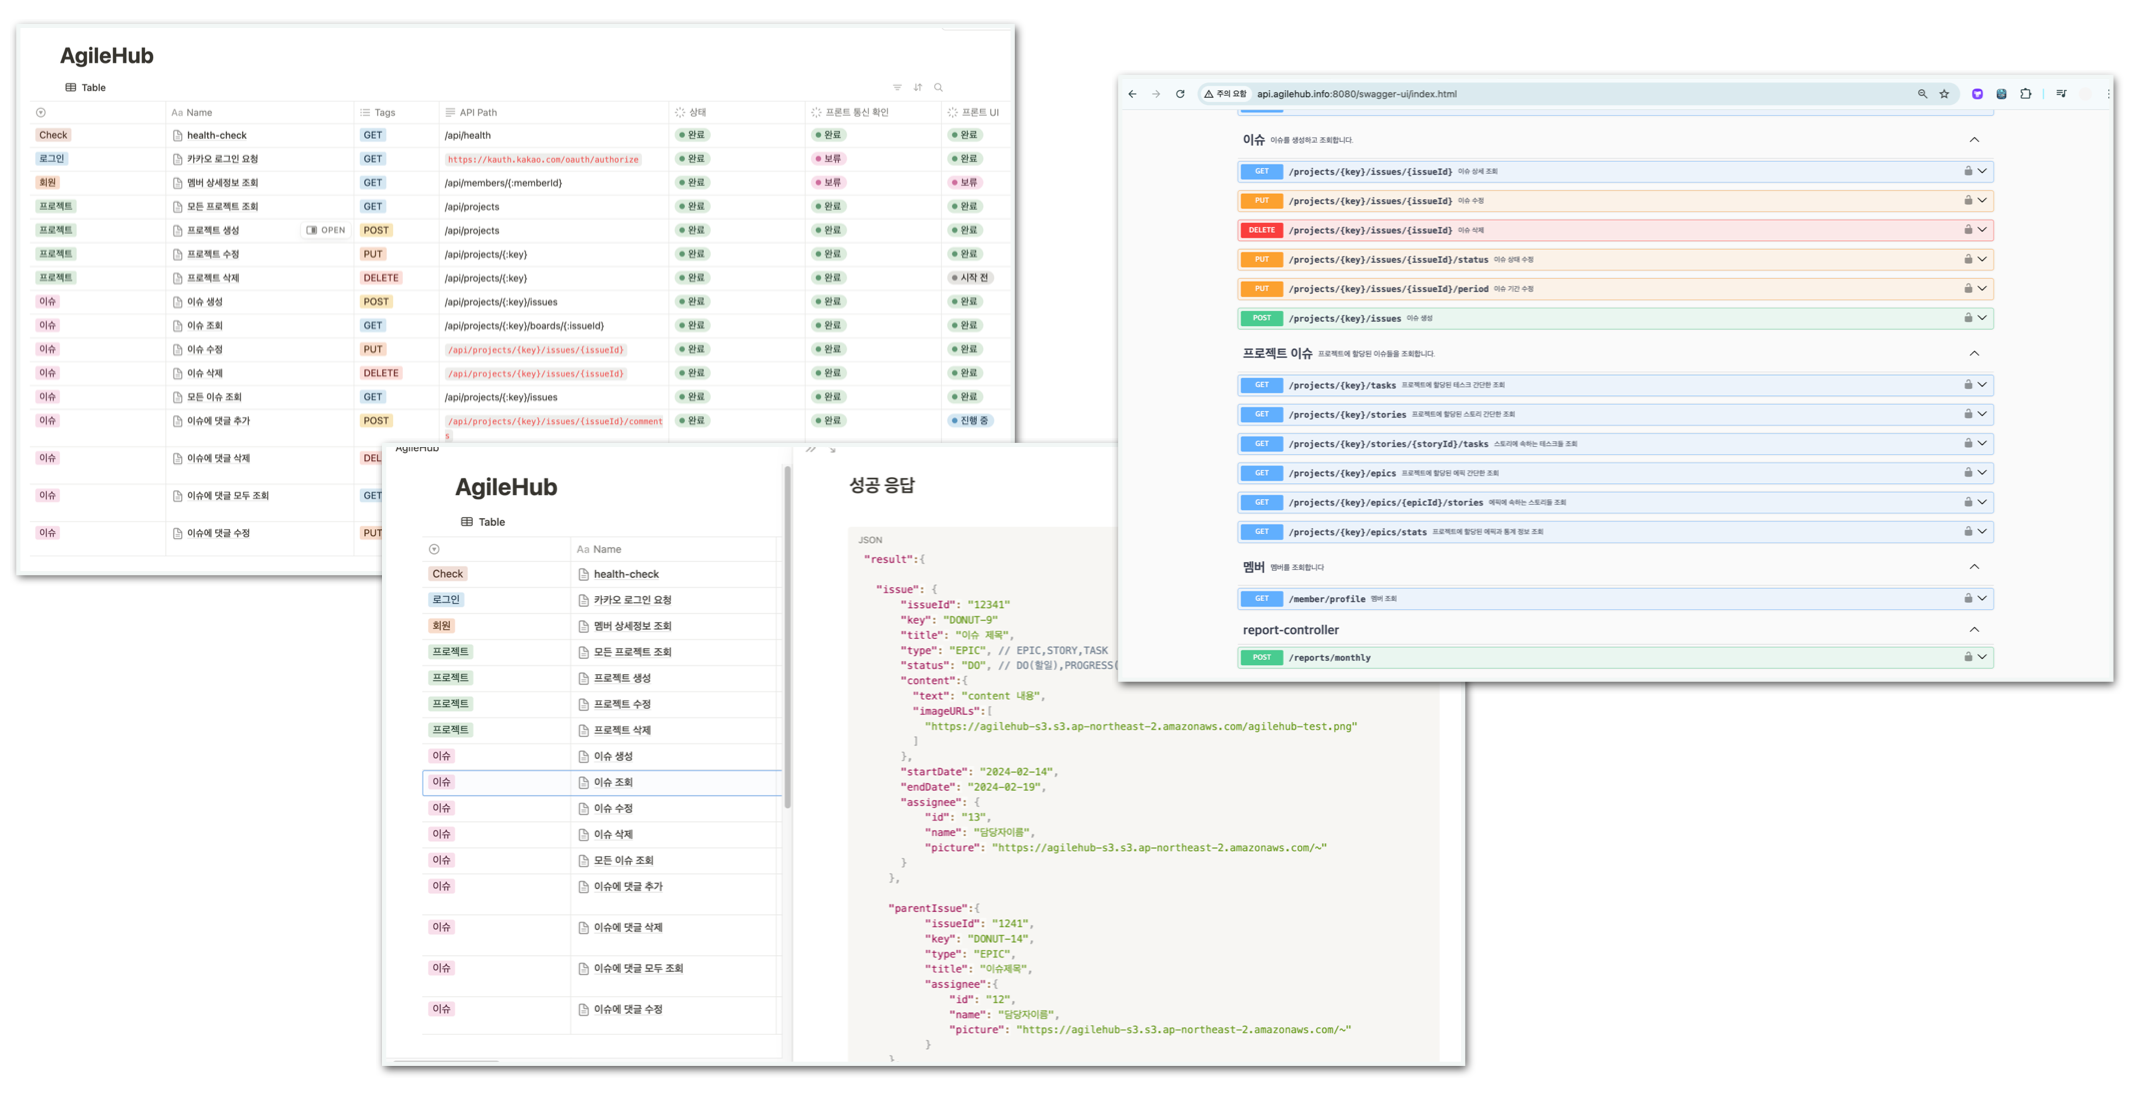 AgileHub
Table
Aa Name Tags API Path 상태 프론트 통신 확인 프론트 UI
Check health-check GET /api/health 완료 완료 완료
로그인 카카오 로그인 요청 GET https://kauth.kakao.com/oauth/authorize 완료 보류 완료
회원 멤버 상세정보 조회 GET /api/members/{:memberId} 완료 보류 보류
프로젝트 모든 프로젝트 조회 GET /api/projects 완료 완료 완료
프로젝트 프로젝트 생성 OPEN POST /api/projects 완료 완료 완료
프로젝트 프로젝트 수정 PUT /api/projects/{:key} 완료 완료 완료
프로젝트 프로젝트 삭제 DELETE /api/projects/{:key} 완료 완료 시작 전
이슈 이슈 생성 POST /api/projects/{:key}/issues 완료 완료 완료
이슈 이슈 조회 GET /api/projects/{:key}/boards/{:issueId} 완료 완료 완료
이슈 이슈 수정 PUT /api/projects/{key}/issues/{issueId} 완료 완료 완료
이슈 이슈 삭제 DELETE /api/projects/{key}/issues/{issueId} 완료 완료 완료
이슈 모든 이슈 조회 GET /api/projects/{:key}/issues 완료 완료 완료
이슈 이슈에 댓글 추가 POST /api/projects/{key}/issues/{issueId}/comment 완료 완료 진행 중
s
이슈 이슈에 댓글 삭제 DEL
이슈 이슈에 댓글 모두 조회 GET
이슈 이슈에 댓글 수정 PUT
AgileHub
AgileHub
Table
Aa Name
Check health-check
로그인 카카오 로그인 요청
회원 멤버 상세정보 조회
프로젝트 모든 프로젝트 조회
프로젝트 프로젝트 생성
프로젝트 프로젝트 수정
프로젝트 프로젝트 삭제
이슈 이슈 생성
이슈 이슈 조회
이슈 이슈 수정
이슈 이슈 삭제
이슈 모든 이슈 조회
이슈 이슈에 댓글 추가
이슈 이슈에 댓글 삭제
이슈 이슈에 댓글 모두 조회
이슈 이슈에 댓글 수정
성공 응답
JSON
"result":{
"issue": {
"issueId": "12341"
"key": "DONUT-9"
"title": "이슈 제목",
"type": "EPIC", // EPIC,STORY,TASK
"status": "DO", // DO(할일),PROGRESS(
"content":{
"text": "content 내용",
"imageURLs":[
"https://agilehub-s3.s3.ap-northeast-2.amazonaws.com/agilehub-test.png"
]
},
"startDate": "2024-02-14",
"endDate": "2024-02-19",
"assignee": {
"id": "13",
"name": "담당자이름",
"picture": "https://agilehub-s3.s3.ap-northeast-2.amazonaws.com/~"
}
},
"parentIssue":{
"issueId": "1241",
"key": "DONUT-14",
"type": "EPIC",
"title": "이슈제목",
"assignee":{
"id": "12",
"name": "담당자이름",
"picture": "https://agilehub-s3.s3.ap-northeast-2.amazonaws.com/~"
}
}
주의 요함 api.agilehub.info:8080/swagger-ui/index.html
이슈 이슈를 생성하고 조회합니다.
GET /projects/{key}/issues/{issueId} 이슈 상세 조회
PUT /projects/{key}/issues/{issueId} 이슈 수정
DELETE /projects/{key}/issues/{issueId} 이슈 삭제
PUT /projects/{key}/issues/{issueId}/status 이슈 상태 수정
PUT /projects/{key}/issues/{issueId}/period 이슈 기간 수정
POST /projects/{key}/issues 이슈 생성
프로젝트 이슈 프로젝트에 할당된 이슈들을 조회합니다.
GET /projects/{key}/tasks 프로젝트에 할당된 테스크 간단한 조회
GET /projects/{key}/stories 프로젝트에 할당된 스토리 간단한 조회
GET /projects/{key}/stories/{storyId}/tasks 스토리에 속하는 테스크들 조회
GET /projects/{key}/epics 프로젝트에 할당된 에픽 간단한 조회
GET /projects/{key}/epics/{epicId}/stories 에픽에 속하는 스토리들 조회
GET /projects/{key}/epics/stats 프로젝트에 할당된 에픽과 통계 정보 조회
멤버 멤버를 조회합니다
GET /member/profile 멤버 조회
report-controller
POST /reports/monthly